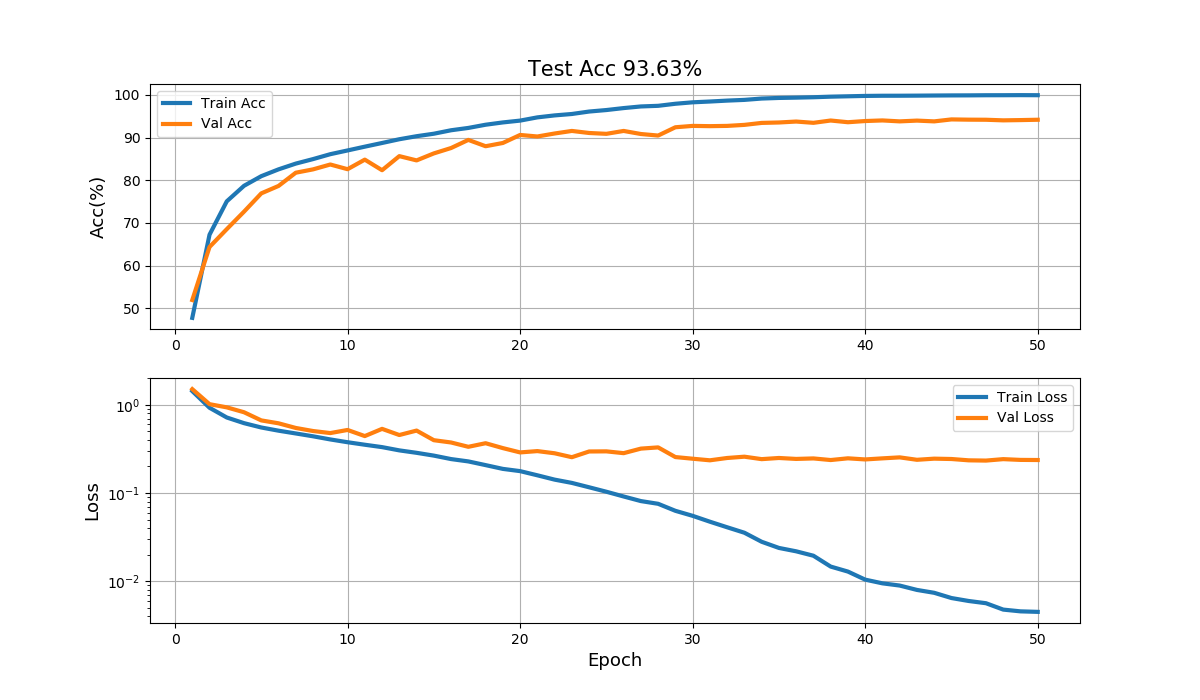 Test Acc 93.63%
Train Acc
Val Acc
Acc(%)
100
90
80
70
60
50
0 10 20 30 40 50
Train Loss
Val Loss
Loss
10⁰
10⁻¹
10⁻²
0 10 20 30 40 50
Epoch